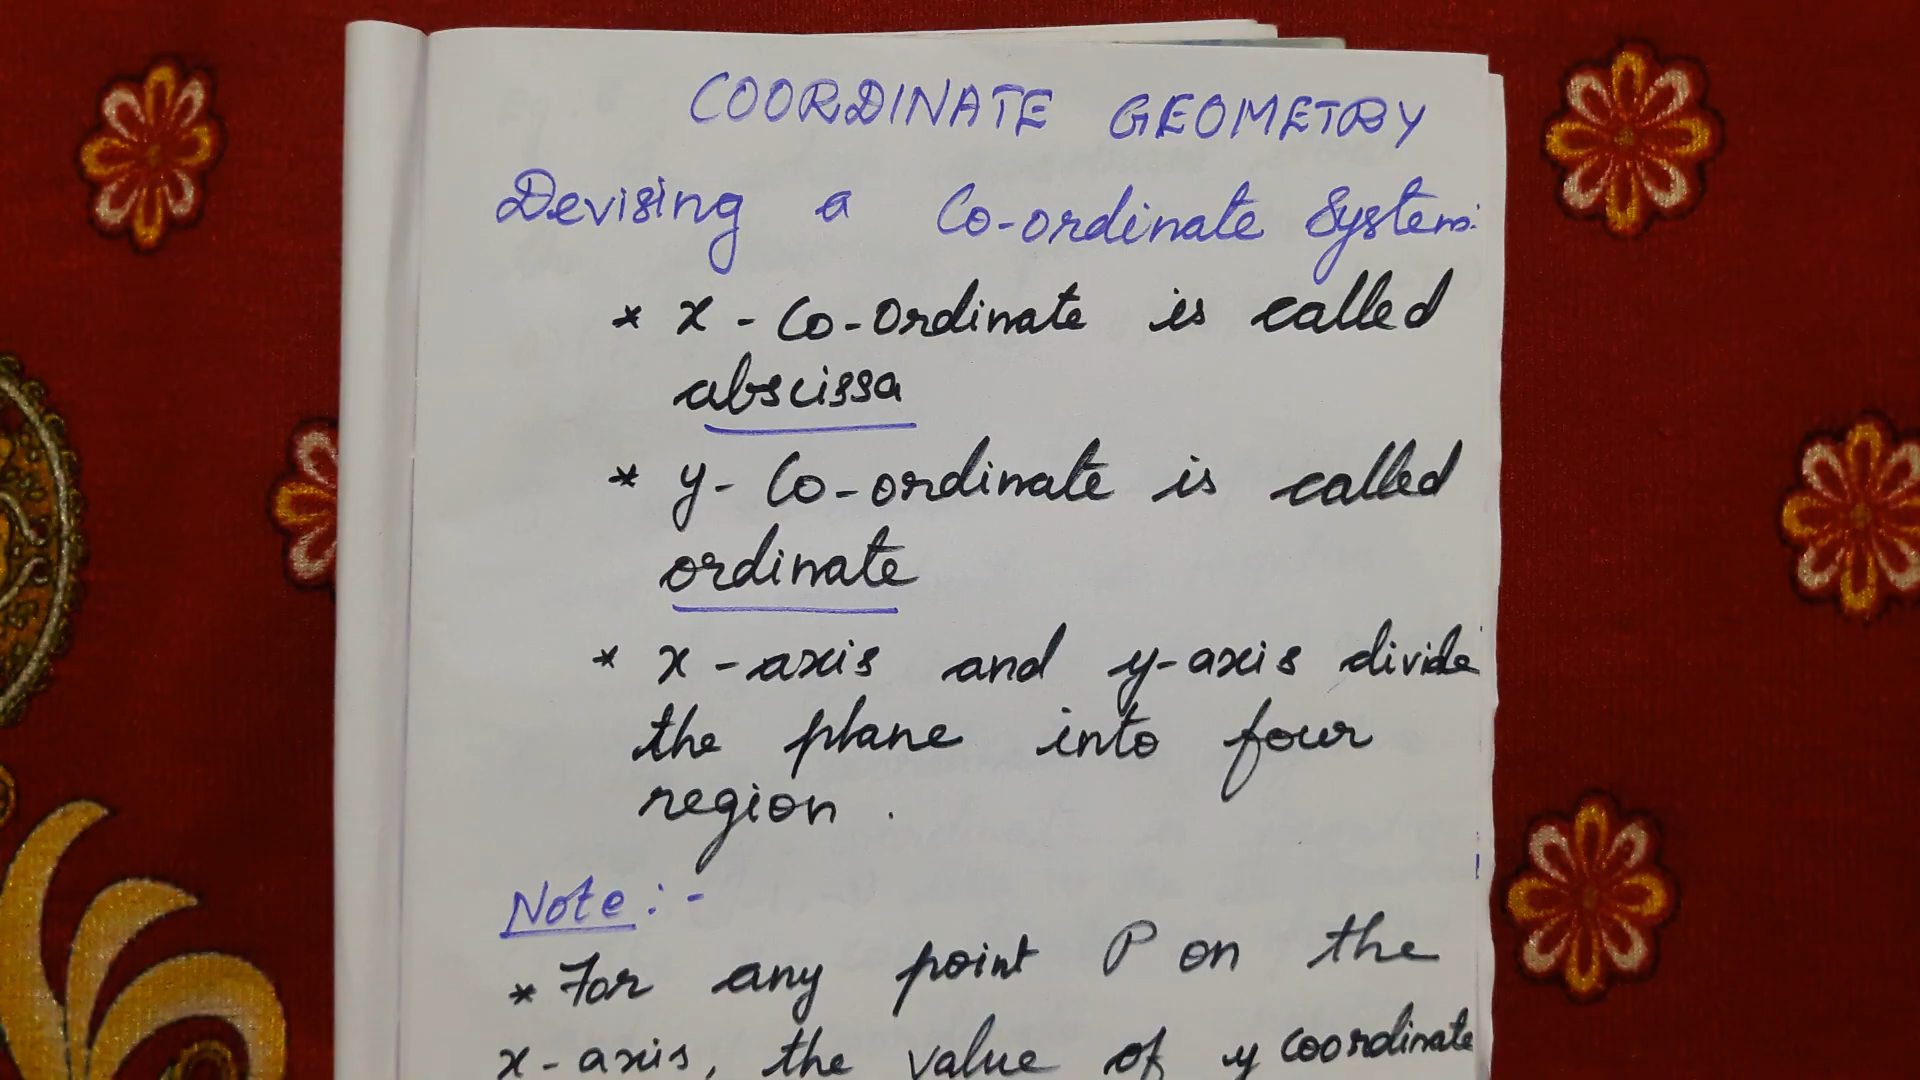 COORDINATE GEOMETRY
Devising a Co-ordinate System:
* x - Co-Ordinate is called
abscissa
* y - Co-ordinate is called
ordinate
* x - axis and y-axis divide
the plane into four
region .
Note : -
* For any point P on the
x-axis, the value of y coordinate